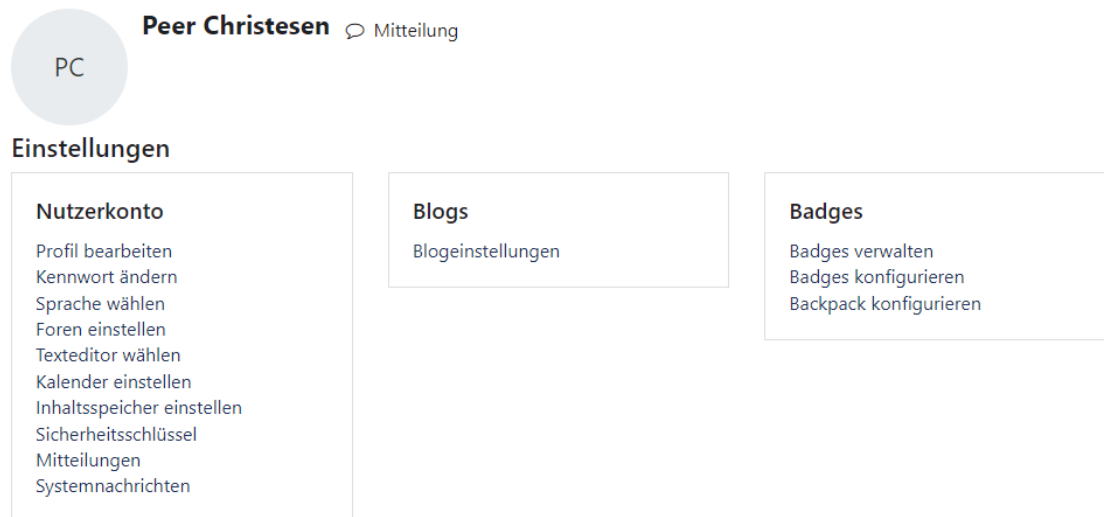 PC
Peer Christesen Mitteilung
Einstellungen
Nutzerkonto
Profil bearbeiten
Kennwort ändern
Sprache wählen
Foren einstellen
Texteditor wählen
Kalender einstellen
Inhaltsspeicher einstellen
Sicherheitsschlüssel
Mitteilungen
Systemnachrichten
Blogs
Blogeinstellungen
Badges
Badges verwalten
Badges konfigurieren
Backpack konfigurieren